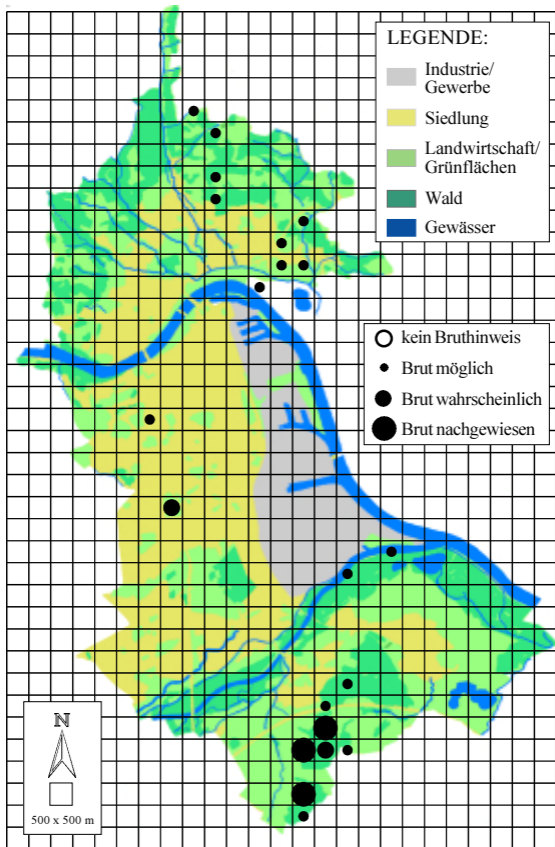 LEGENDE:
Industrie/
Gewerbe
Siedlung
Landwirtschaft/
Grünflächen
Wald
Gewässer
kein Bruthinweis
Brut möglich
Brut wahrscheinlich
Brut nachgewiesen
N
500 x 500 m